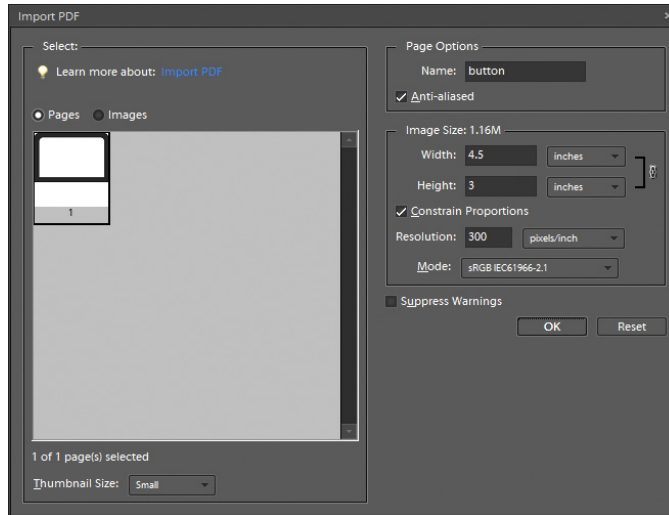 Import PDF
Select:
Learn more about: Import PDF
Pages Images
1
1 of 1 page(s) selected
Thumbnail Size: Small
Page Options
Name: button
Anti-aliased
Image Size: 1.16M
Width: 4.5 inches
Height: 3 inches
Constrain Proportions
Resolution: 300 pixels/inch
Mode: sRGB IEC61966-2.1
Suppress Warnings
OK Reset